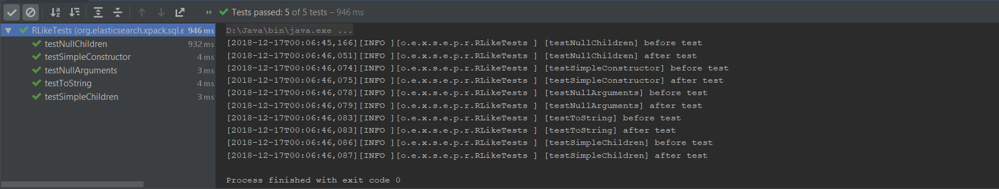 Tests passed: 5 of 5 tests – 946 ms
RLikeTests (org.elasticsearch.xpack.sql.e 946 ms
testNullChildren 932 ms
testSimpleConstructor 4 ms
testNullArguments 3 ms
testToString 4 ms
testSimpleChildren 3 ms
D:\Java\bin\java.exe ...
[2018-12-17T00:06:45,166][INFO ][o.e.x.s.e.p.r.RLikeTests ] [testNullChildren] before test
[2018-12-17T00:06:46,051][INFO ][o.e.x.s.e.p.r.RLikeTests ] [testNullChildren] after test
[2018-12-17T00:06:46,074][INFO ][o.e.x.s.e.p.r.RLikeTests ] [testSimpleConstructor] before test
[2018-12-17T00:06:46,075][INFO ][o.e.x.s.e.p.r.RLikeTests ] [testSimpleConstructor] after test
[2018-12-17T00:06:46,078][INFO ][o.e.x.s.e.p.r.RLikeTests ] [testNullArguments] before test
[2018-12-17T00:06:46,079][INFO ][o.e.x.s.e.p.r.RLikeTests ] [testNullArguments] after test
[2018-12-17T00:06:46,083][INFO ][o.e.x.s.e.p.r.RLikeTests ] [testToString] before test
[2018-12-17T00:06:46,083][INFO ][o.e.x.s.e.p.r.RLikeTests ] [testToString] after test
[2018-12-17T00:06:46,086][INFO ][o.e.x.s.e.p.r.RLikeTests ] [testSimpleChildren] before test
[2018-12-17T00:06:46,087][INFO ][o.e.x.s.e.p.r.RLikeTests ] [testSimpleChildren] after test
Process finished with exit code 0